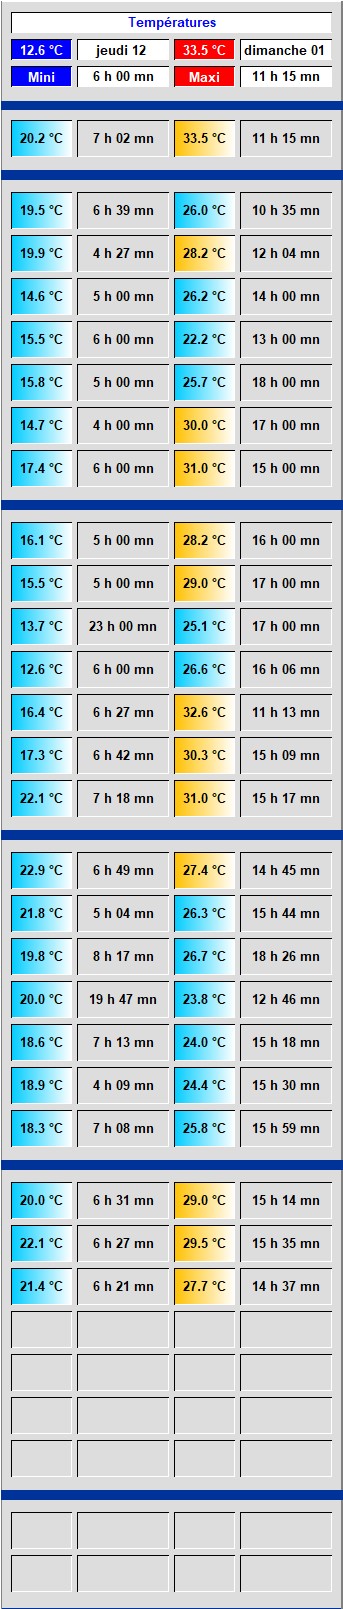 Températures
12.6 °C jeudi 12 33.5 °C dimanche 01
Mini 6 h 00 mn Maxi 11 h 15 mn
20.2 °C 7 h 02 mn 33.5 °C 11 h 15 mn
19.5 °C 6 h 39 mn 26.0 °C 10 h 35 mn
19.9 °C 4 h 27 mn 28.2 °C 12 h 04 mn
14.6 °C 5 h 00 mn 26.2 °C 14 h 00 mn
15.5 °C 6 h 00 mn 22.2 °C 13 h 00 mn
15.8 °C 5 h 00 mn 25.7 °C 18 h 00 mn
14.7 °C 4 h 00 mn 30.0 °C 17 h 00 mn
17.4 °C 6 h 00 mn 31.0 °C 15 h 00 mn
16.1 °C 5 h 00 mn 28.2 °C 16 h 00 mn
15.5 °C 5 h 00 mn 29.0 °C 17 h 00 mn
13.7 °C 23 h 00 mn 25.1 °C 17 h 00 mn
12.6 °C 6 h 00 mn 26.6 °C 16 h 06 mn
16.4 °C 6 h 27 mn 32.6 °C 11 h 13 mn
17.3 °C 6 h 42 mn 30.3 °C 15 h 09 mn
22.1 °C 7 h 18 mn 31.0 °C 15 h 17 mn
22.9 °C 6 h 49 mn 27.4 °C 14 h 45 mn
21.8 °C 5 h 04 mn 26.3 °C 15 h 44 mn
19.8 °C 8 h 17 mn 26.7 °C 18 h 26 mn
20.0 °C 19 h 47 mn 23.8 °C 12 h 46 mn
18.6 °C 7 h 13 mn 24.0 °C 15 h 18 mn
18.9 °C 4 h 09 mn 24.4 °C 15 h 30 mn
18.3 °C 7 h 08 mn 25.8 °C 15 h 59 mn
20.0 °C 6 h 31 mn 29.0 °C 15 h 14 mn
22.1 °C 6 h 27 mn 29.5 °C 15 h 35 mn
21.4 °C 6 h 21 mn 27.7 °C 14 h 37 mn